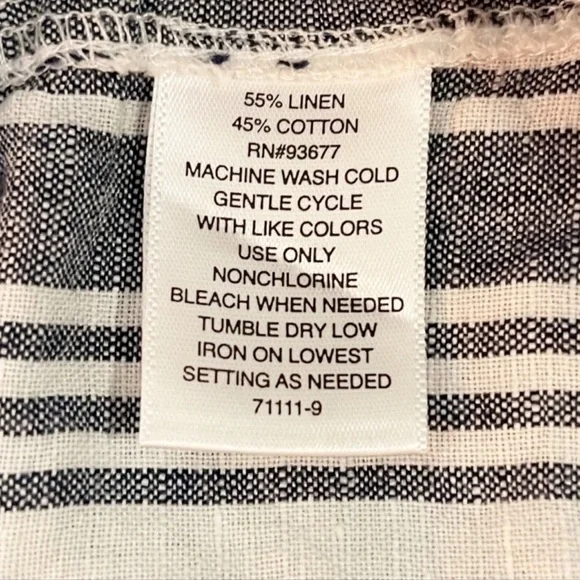 55% LINEN
45% COTTON
RN#93677
MACHINE WASH COLD
GENTLE CYCLE
WITH LIKE COLORS
USE ONLY
NONCHLORINE
BLEACH WHEN NEEDED
TUMBLE DRY LOW
IRON ON LOWEST
SETTING AS NEEDED
71111-9